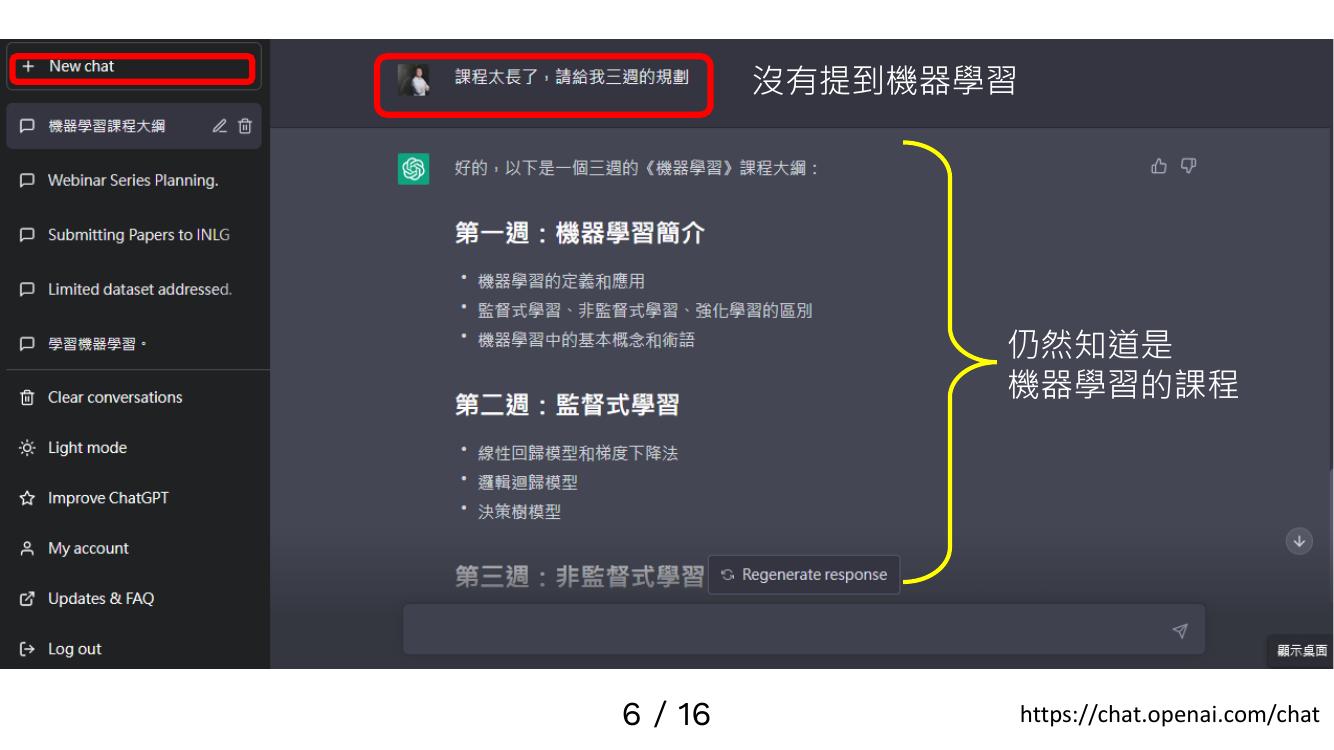 New chat
機器學習課程大綱
Webinar Series Planning.
Submitting Papers to INLG
Limited dataset addressed.
學習機器學習。
Clear conversations
Light mode
Improve ChatGPT
My account
Updates & FAQ
Log out
課程太長了，請給我三週的規劃
沒有提到機器學習
好的，以下是一個三週的《機器學習》課程大綱：
第一週：機器學習簡介
• 機器學習的定義和應用
• 監督式學習、非監督式學習、強化學習的區別
• 機器學習中的基本概念和術語
第二週：監督式學習
• 線性回歸模型和梯度下降法
• 邏輯迴歸模型
• 決策樹模型
第三週：非監督式學習
Regenerate response
仍然知道是
機器學習的課程
顯示桌面
6 / 16
https://chat.openai.com/chat